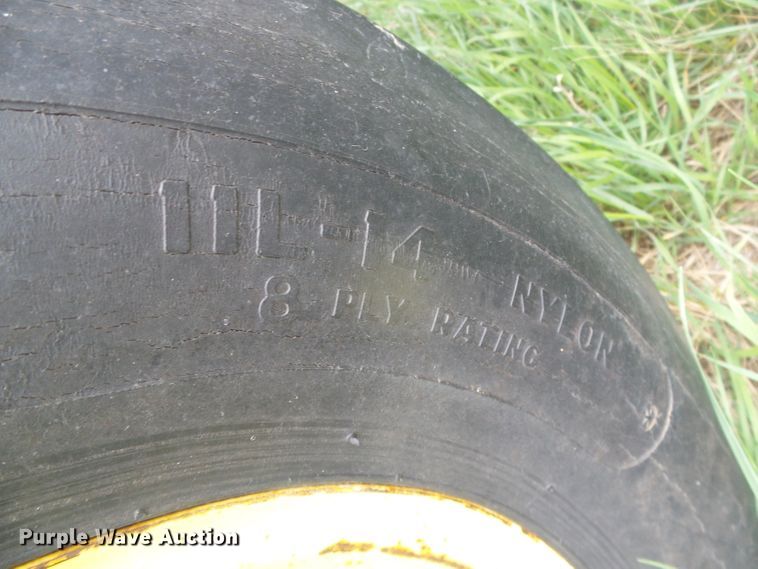 11L-14 NYLON
8 PLY RATING
Purple Wave Auction